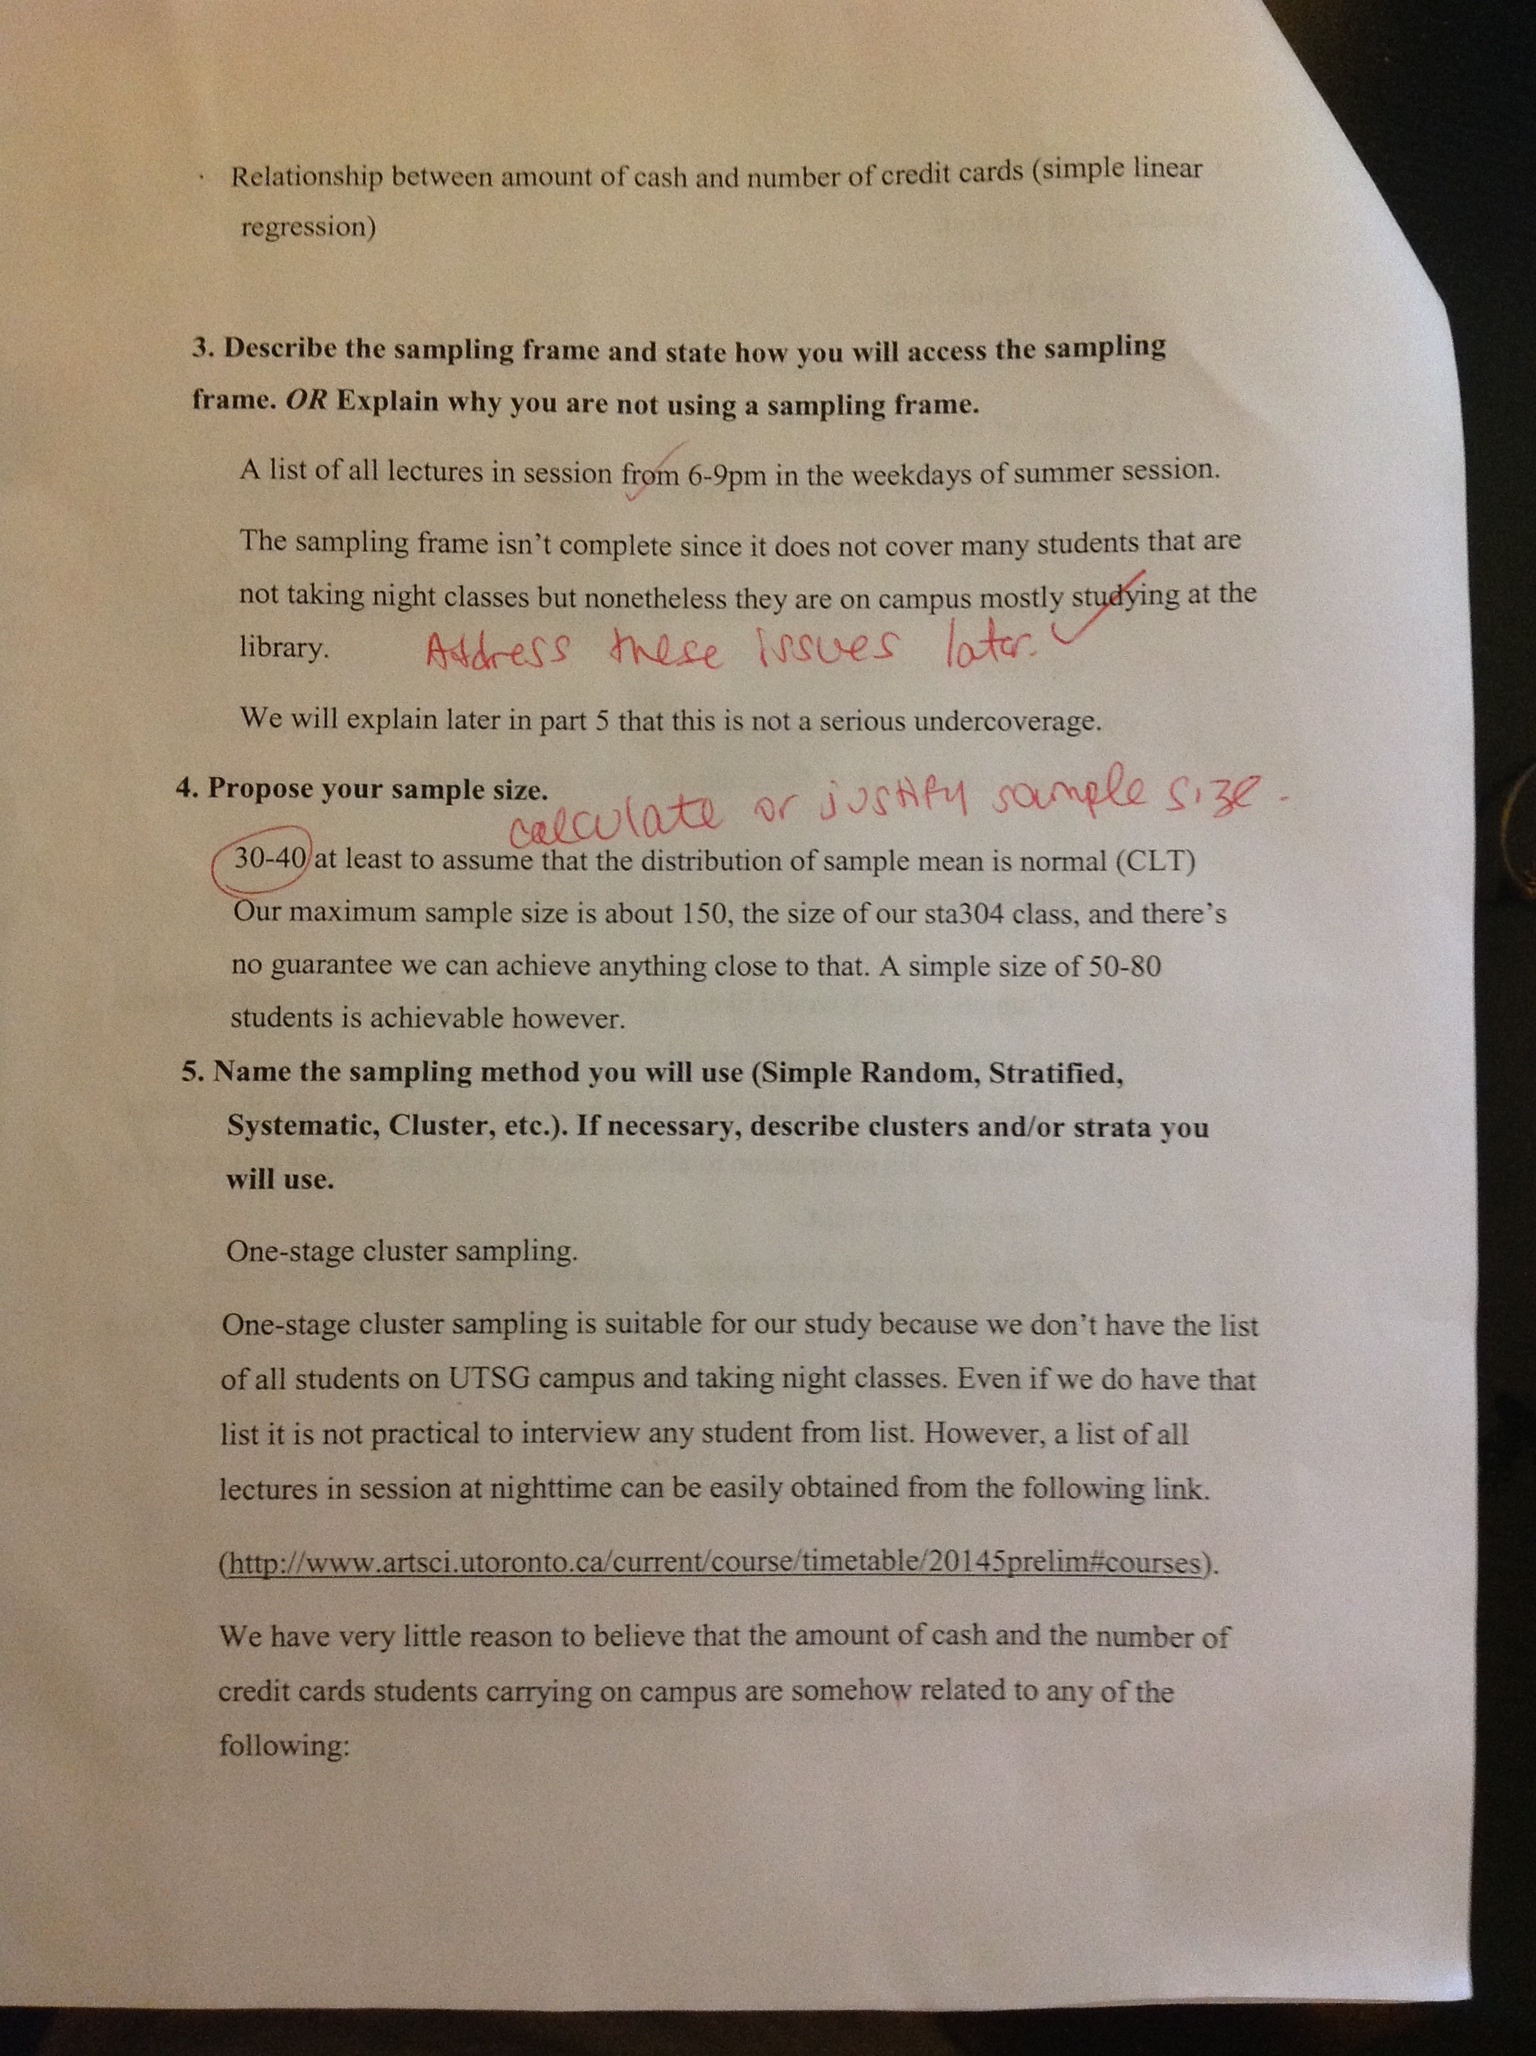 · Relationship between amount of cash and number of credit cards (simple linear
regression)
3. Describe the sampling frame and state how you will access the sampling
frame. OR Explain why you are not using a sampling frame.
A list of all lectures in session from 6-9pm in the weekdays of summer session.
The sampling frame isn't complete since it does not cover many students that are
not taking night classes but nonetheless they are on campus mostly studying at the
library.
Address these issues later.
We will explain later in part 5 that this is not a serious undercoverage.
4. Propose your sample size.
calculate or justify sample size.
30-40 at least to assume that the distribution of sample mean is normal (CLT)
Our maximum sample size is about 150, the size of our sta304 class, and there's
no guarantee we can achieve anything close to that. A simple size of 50-80
students is achievable however.
5. Name the sampling method you will use (Simple Random, Stratified,
Systematic, Cluster, etc.). If necessary, describe clusters and/or strata you
will use.
One-stage cluster sampling.
One-stage cluster sampling is suitable for our study because we don't have the list
of all students on UTSG campus and taking night classes. Even if we do have that
list it is not practical to interview any student from list. However, a list of all
lectures in session at nighttime can be easily obtained from the following link.
(http://www.artsci.utoronto.ca/current/course/timetable/20145prelim#courses).
We have very little reason to believe that the amount of cash and the number of
credit cards students carrying on campus are somehow related to any of the
following: